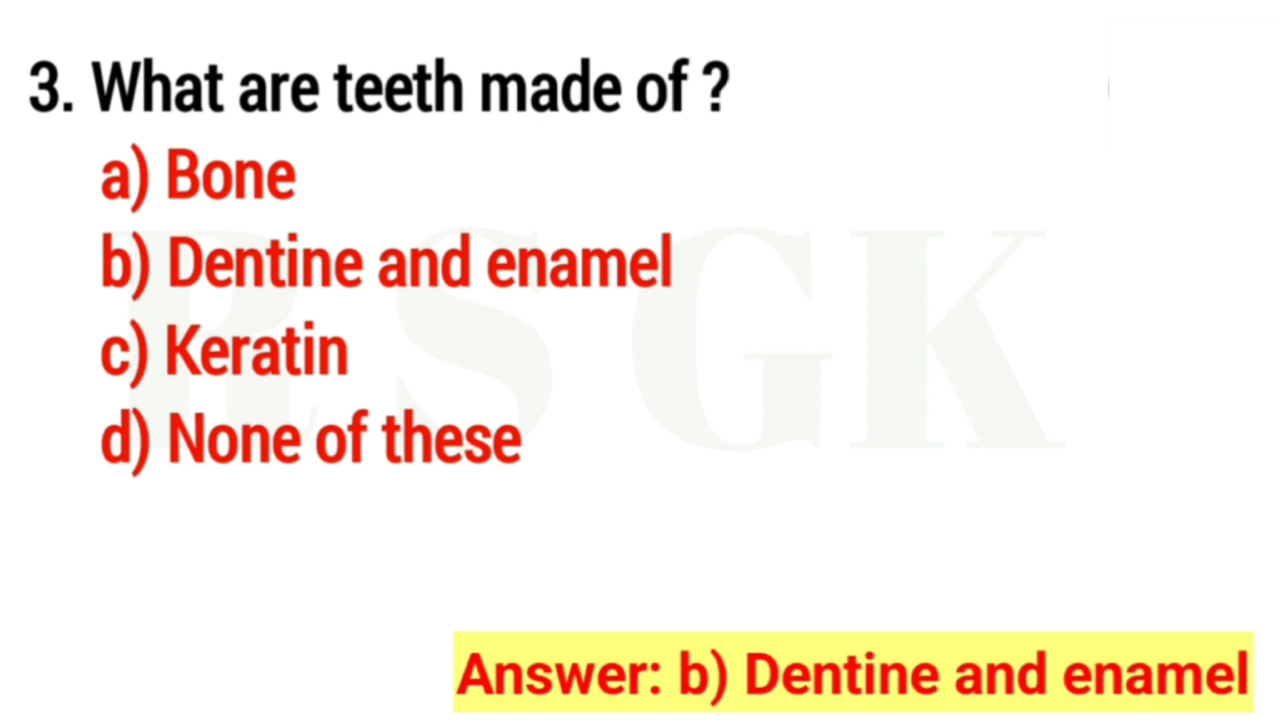 3. What are teeth made of ?
a) Bone
b) Dentine and enamel
c) Keratin
d) None of these
R S G K
Answer: b) Dentine and enamel